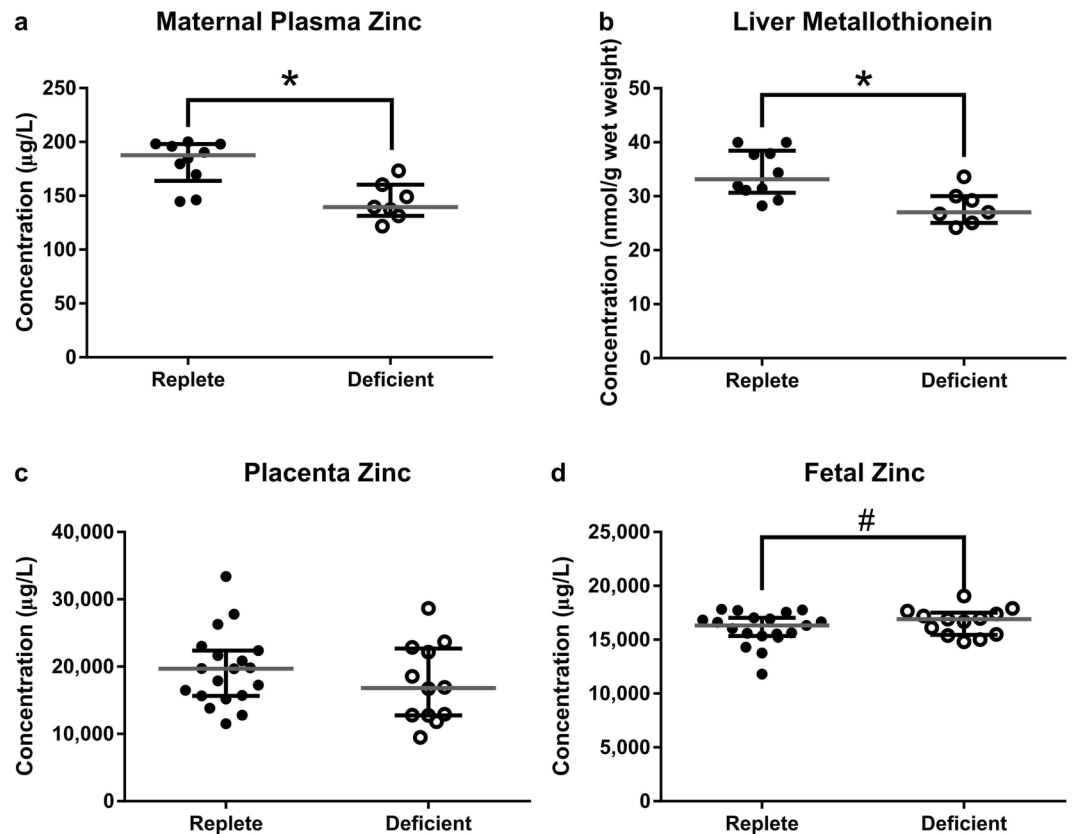 a Maternal Plasma Zinc
Concentration (μg/L)
250
200
150
100
50
0
*
Replete Deficient
b Liver Metallothionein
Concentration (nmol/g wet weight)
50
40
30
20
10
0
*
Replete Deficient
c Placenta Zinc
Concentration (μg/L)
40,000
30,000
20,000
10,000
0
Replete Deficient
d Fetal Zinc
Concentration (μg/L)
25,000
20,000
15,000
10,000
5,000
0
#
Replete Deficient